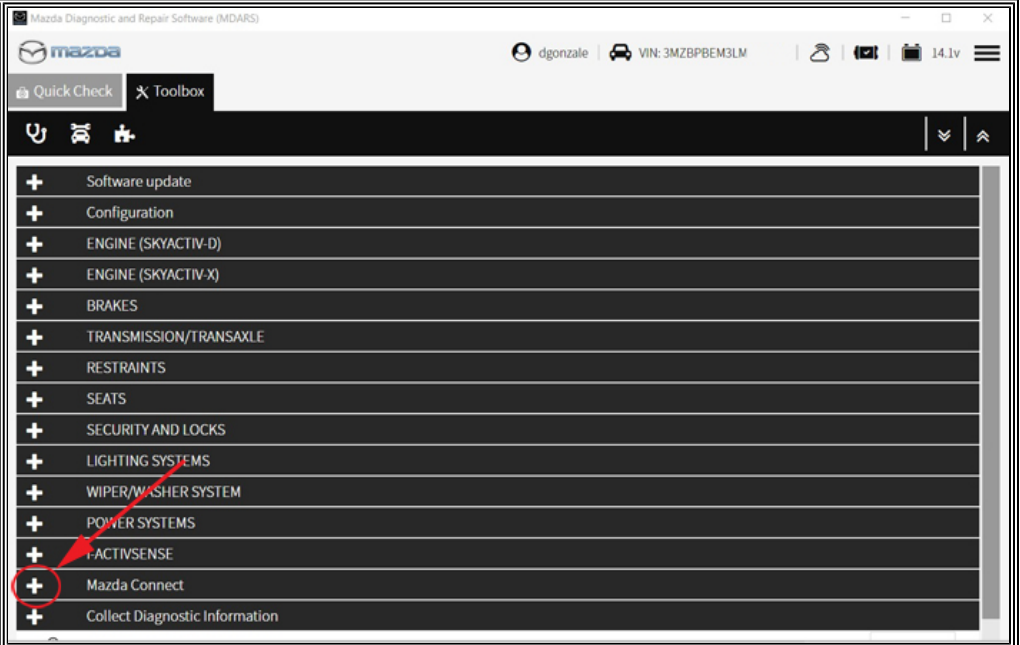 Mazda Diagnostic and Repair Software (MDARS)
mazda dgonzale VIN: 3MZBPBEM3LM 14.1v
Quick Check Toolbox
Software update
Configuration
ENGINE (SKYACTIV-D)
ENGINE (SKYACTIV-X)
BRAKES
TRANSMISSION/TRANSAXLE
RESTRAINTS
SEATS
SECURITY AND LOCKS
LIGHTING SYSTEMS
WIPER/WASHER SYSTEM
POWER SYSTEMS
i-ACTIVSENSE
Mazda Connect
Collect Diagnostic Information